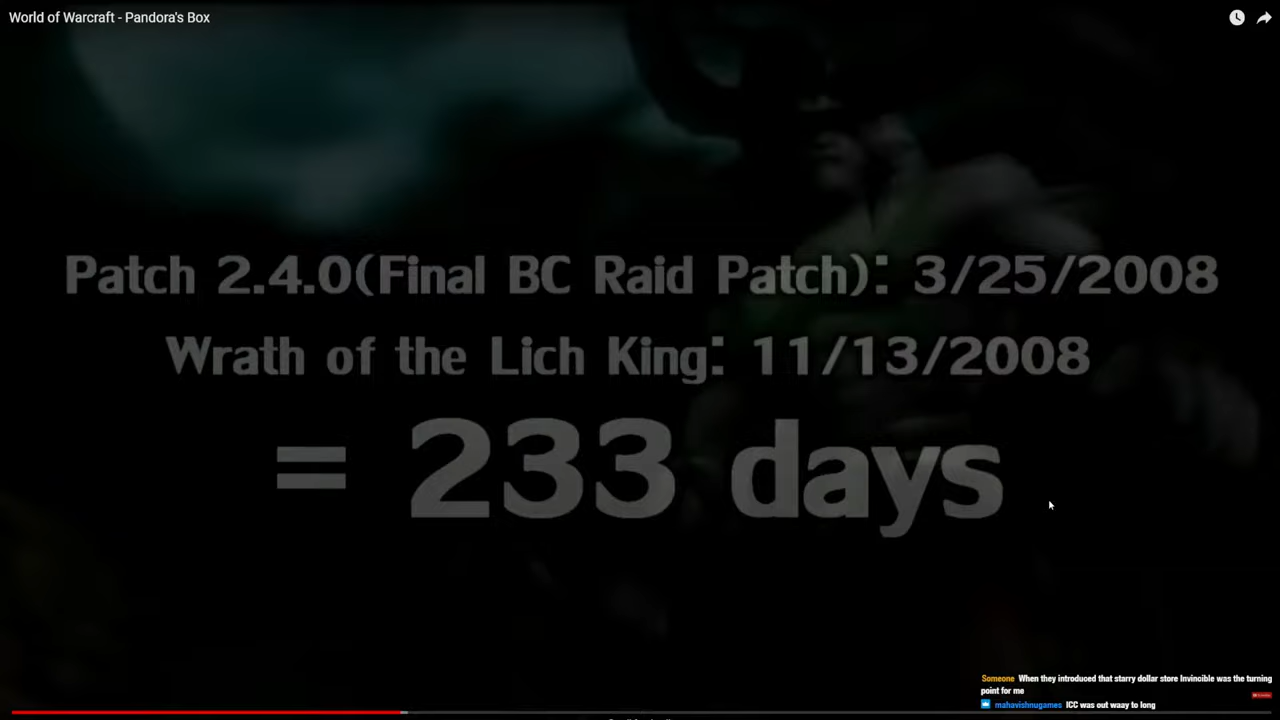 World of Warcraft - Pandora's Box
Patch 2.4.0(Final BC Raid Patch): 3/25/2008
Wrath of the Lich King: 11/13/2008
= 233 days
Someone When they introduced that starry dollar store Invincible was the turning
point for me
mahavishnugames ICC was out waay to long